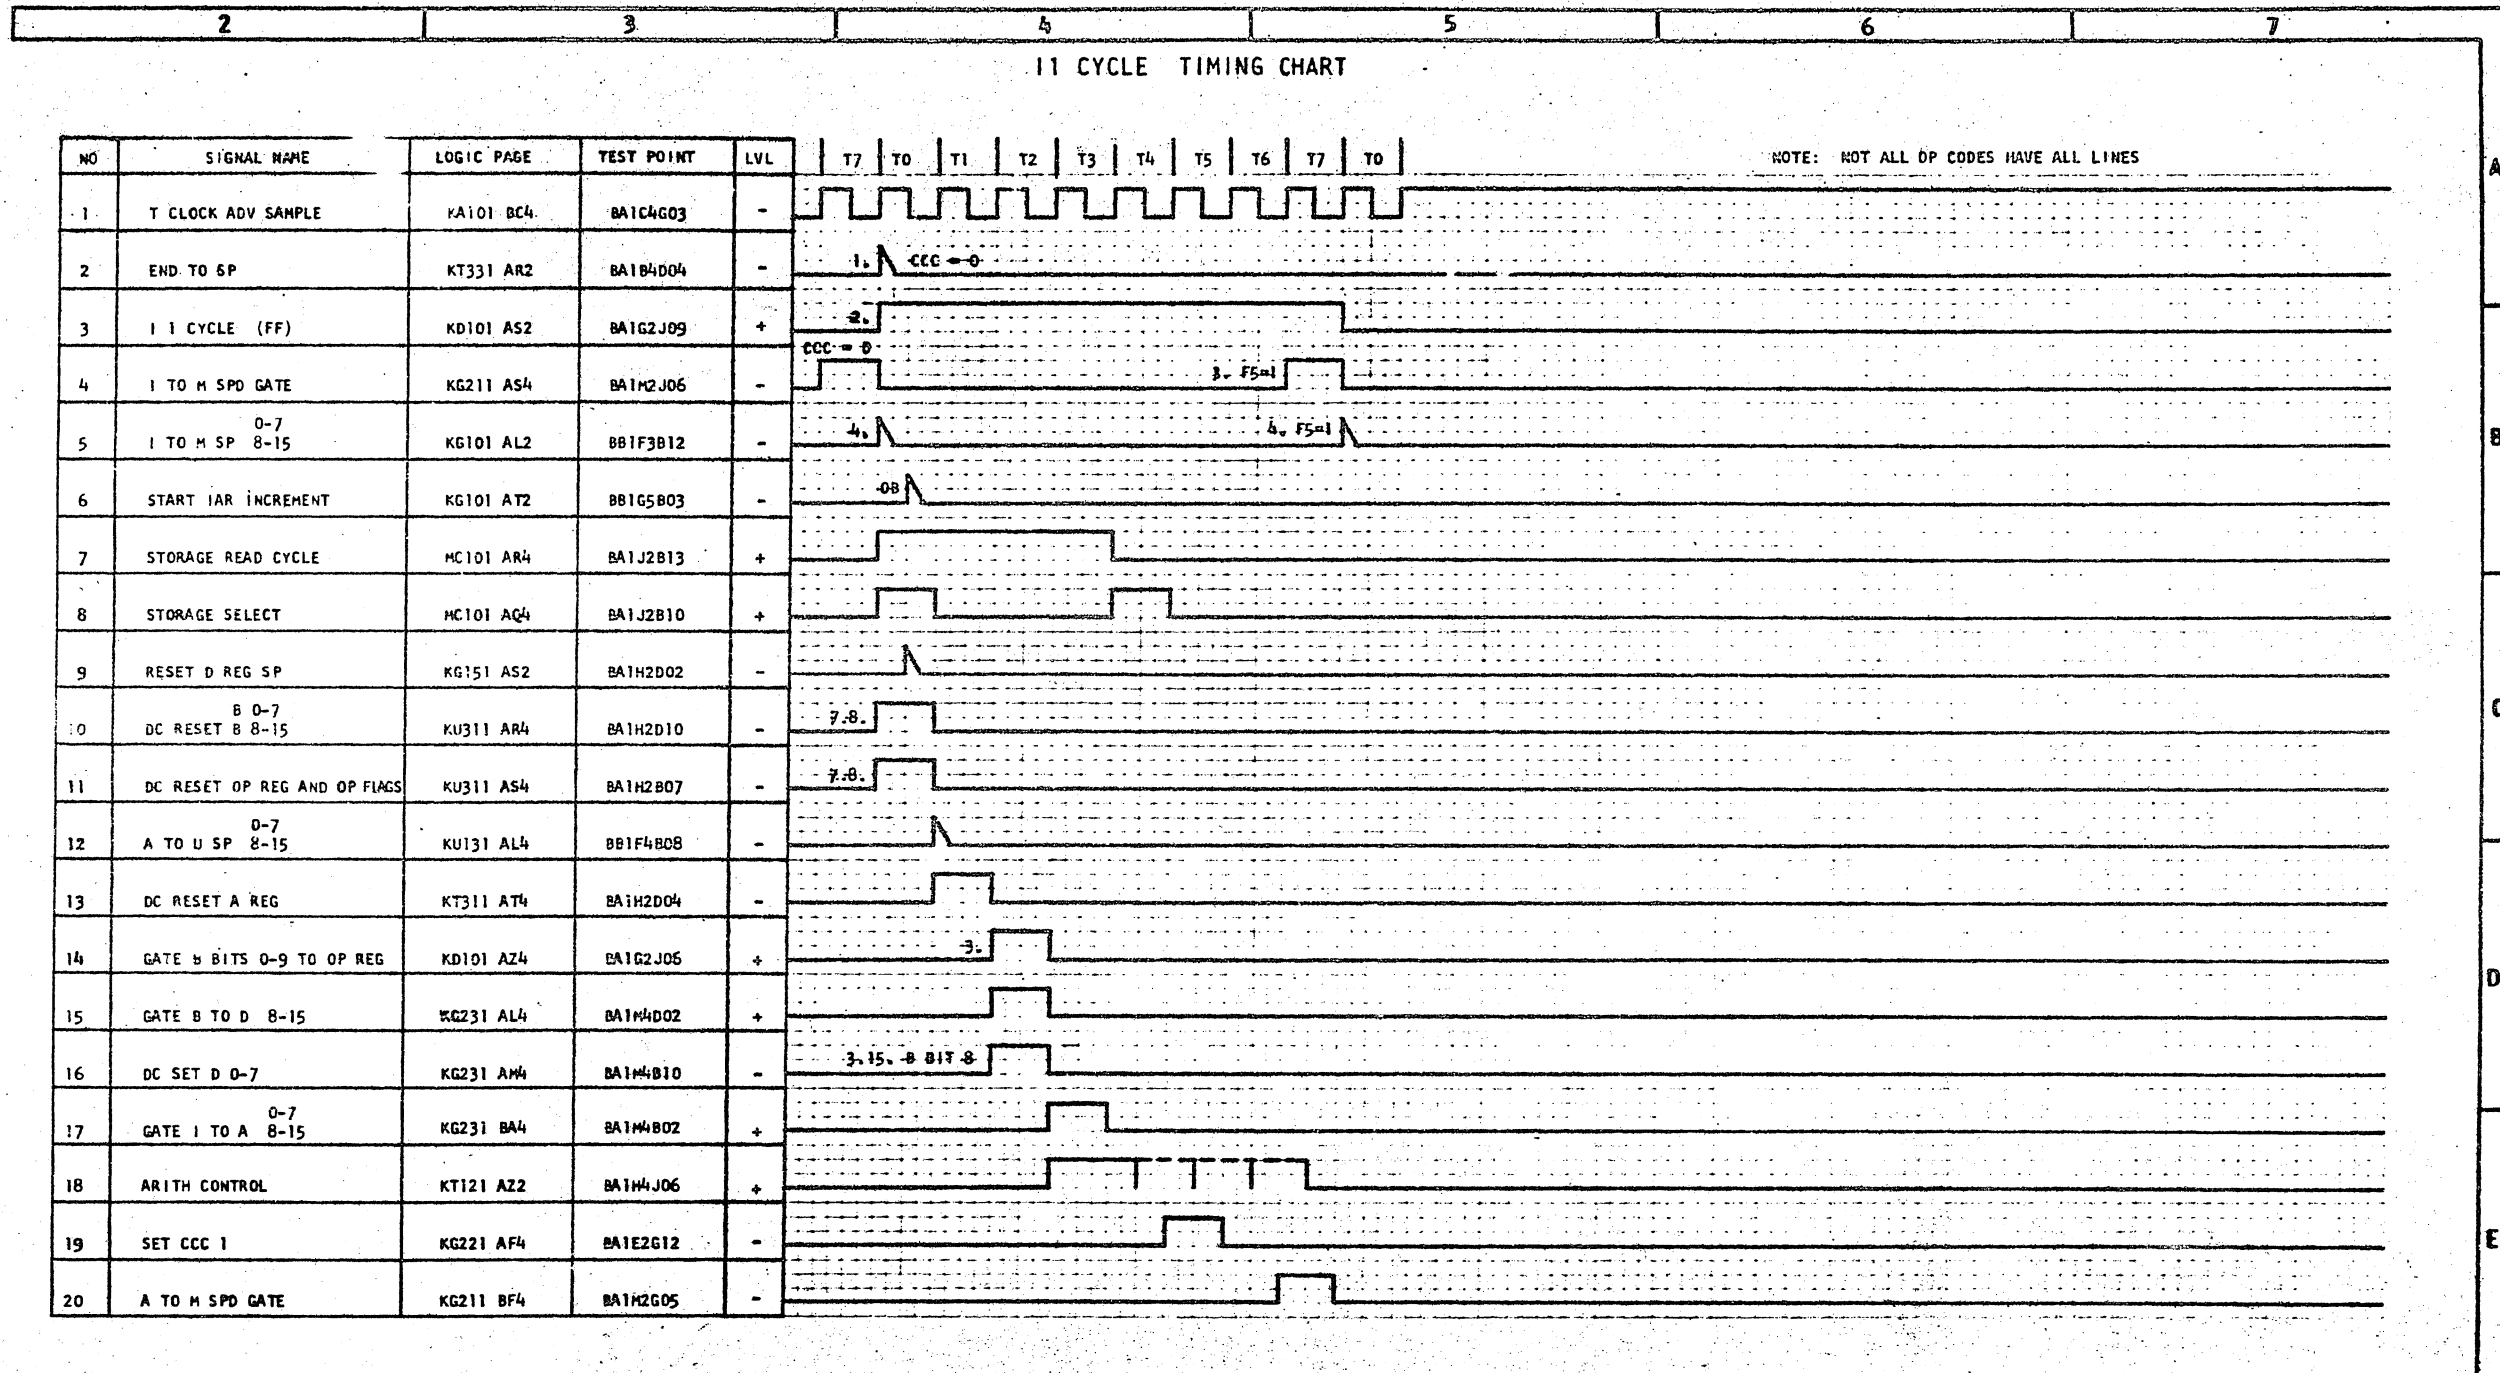 2 3 4 5 6 7
I1 CYCLE TIMING CHART
NO SIGNAL NAME LOGIC PAGE TEST POINT LVL T7 T0 T1 T2 T3 T4 T5 T6 T7 T0 NOTE: NOT ALL OP CODES HAVE ALL LINES
A
1 T CLOCK ADV SAMPLE KA101 BC4 BA1C4G03 -
2 END TO SP KT331 AR2 BA1B4D04 - 1. CCC = 0
3 I 1 CYCLE (FF) KD101 AS2 BA1G2J09 + 2.
CCC = 0
4 I TO M SPD GATE KG211 AS4 BA1M2J06 - 3. F5=1
0-7
5 I TO M SP 8-15 KG101 AL2 BB1F3B12 - 4. 4. F5=1
B
6 START IAR INCREMENT KG101 AT2 BB1G5B03 - 0B
7 STORAGE READ CYCLE MC101 AR4 BA1J2B13 +
8 STORAGE SELECT MC101 AQ4 BA1J2B10 +
9 RESET D REG SP KG151 AS2 BA1H2D02 -
B 0-7
10 DC RESET B 8-15 KU311 AR4 BA1H2D10 - 7.8.
C
11 DC RESET OP REG AND OP FLAGS KU311 AS4 BA1H2B07 - 7.8.
0-7
12 A TO U SP 8-15 KU131 AL4 BB1F4B08 -
13 DC RESET A REG KT311 AT4 BA1H2D04 -
14 GATE B BITS 0-9 TO OP REG KD101 AZ4 BA1G2J06 + 3.
D
15 GATE B TO D 8-15 KG231 AL4 BA1M4D02 +
16 DC SET D 0-7 KG231 AM4 BA1M4B10 - 3.15. B BIT 8
0-7
17 GATE I TO A 8-15 KG231 BA4 BA1M4B02 +
18 ARITH CONTROL KT121 AZ2 BA1H4J06 +
19 SET CCC 1 KG221 AF4 BA1E2G12 -
E
20 A TO M SPD GATE KG211 BF4 BA1M2G05 -